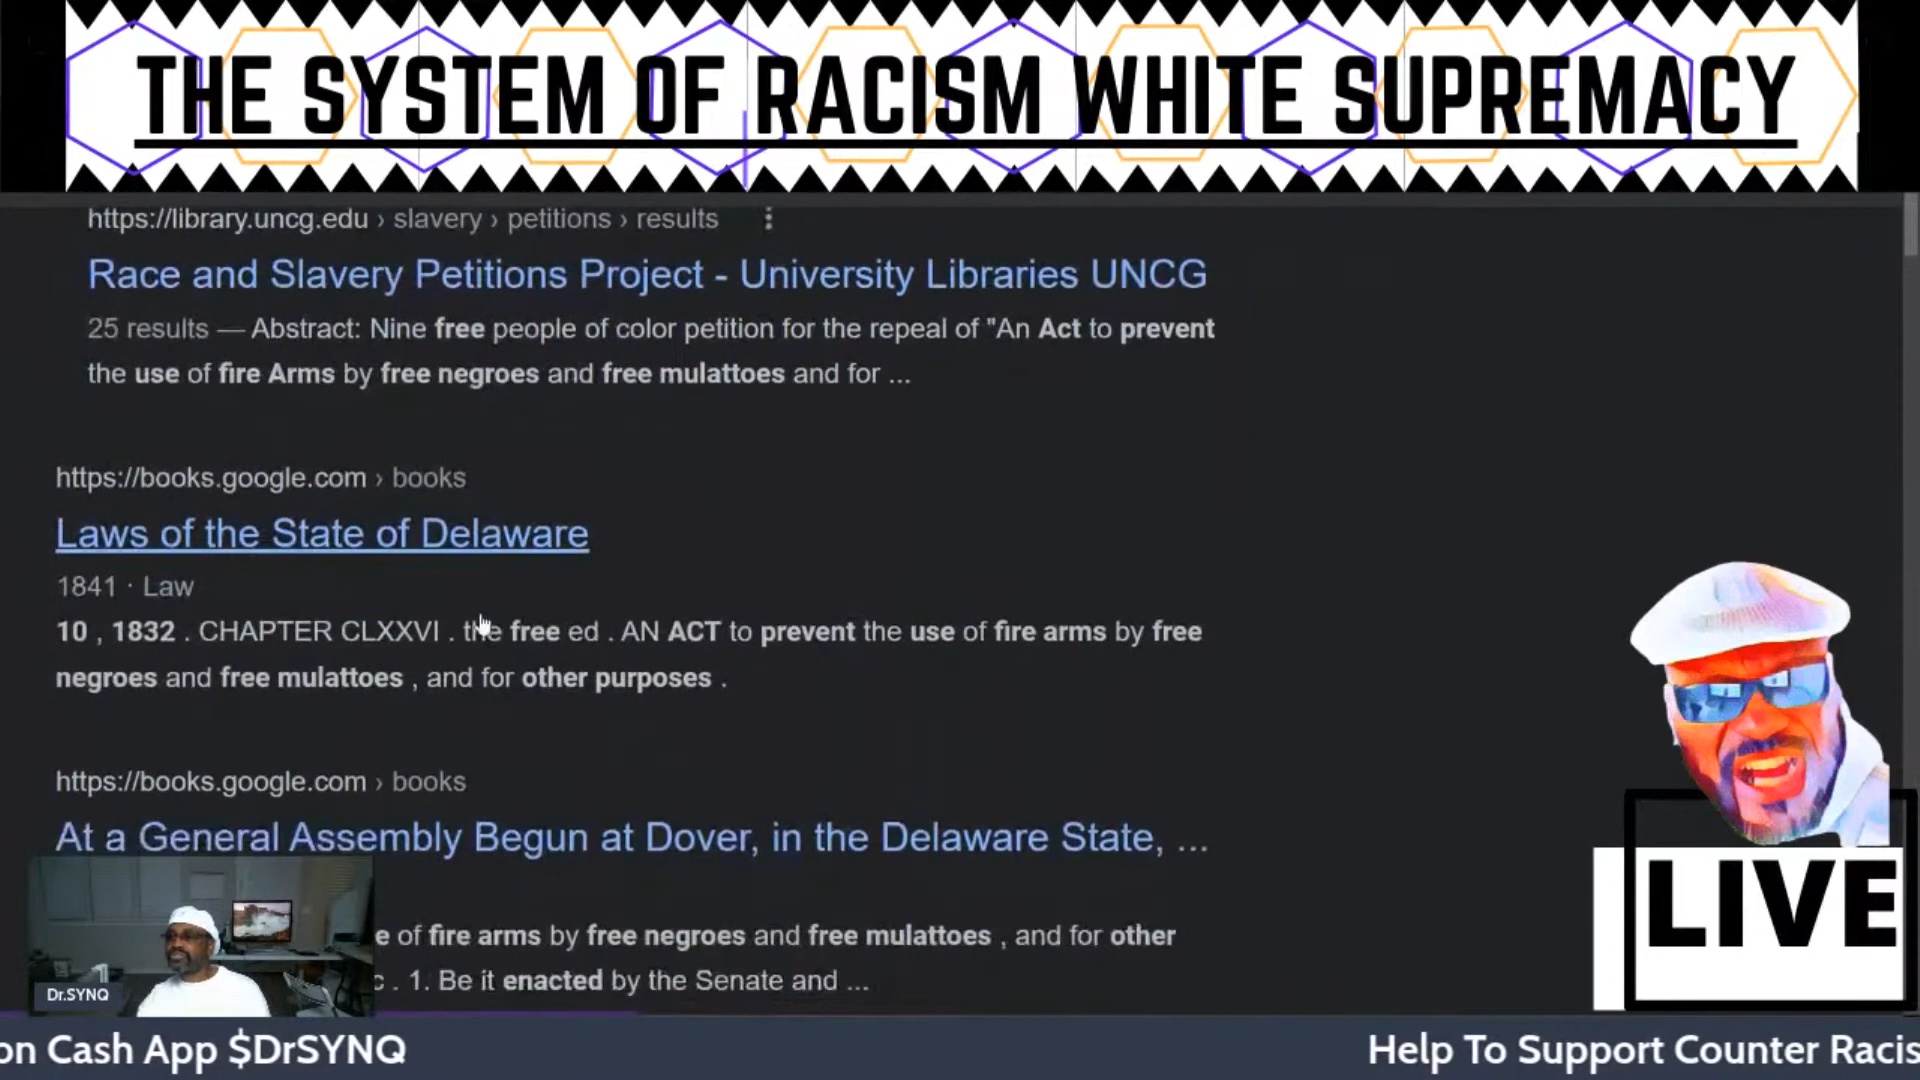 THE SYSTEM OF RACISM WHITE SUPREMACY
https://library.uncg.edu › slavery › petitions › results
Race and Slavery Petitions Project - University Libraries UNCG
25 results — Abstract: Nine free people of color petition for the repeal of "An Act to prevent
the use of fire Arms by free negroes and free mulattoes and for ...
https://books.google.com › books
Laws of the State of Delaware
1841 · Law
10 , 1832 . CHAPTER CLXXVI . the free ed . AN ACT to prevent the use of fire arms by free
negroes and free mulattoes , and for other purposes .
https://books.google.com › books
At a General Assembly Begun at Dover, in the Delaware State, ...
e of fire arms by free negroes and free mulattoes , and for other
c . 1. Be it enacted by the Senate and ...
Dr.SYNQ
LIVE
on Cash App $DrSYNQ
Help To Support Counter Racis